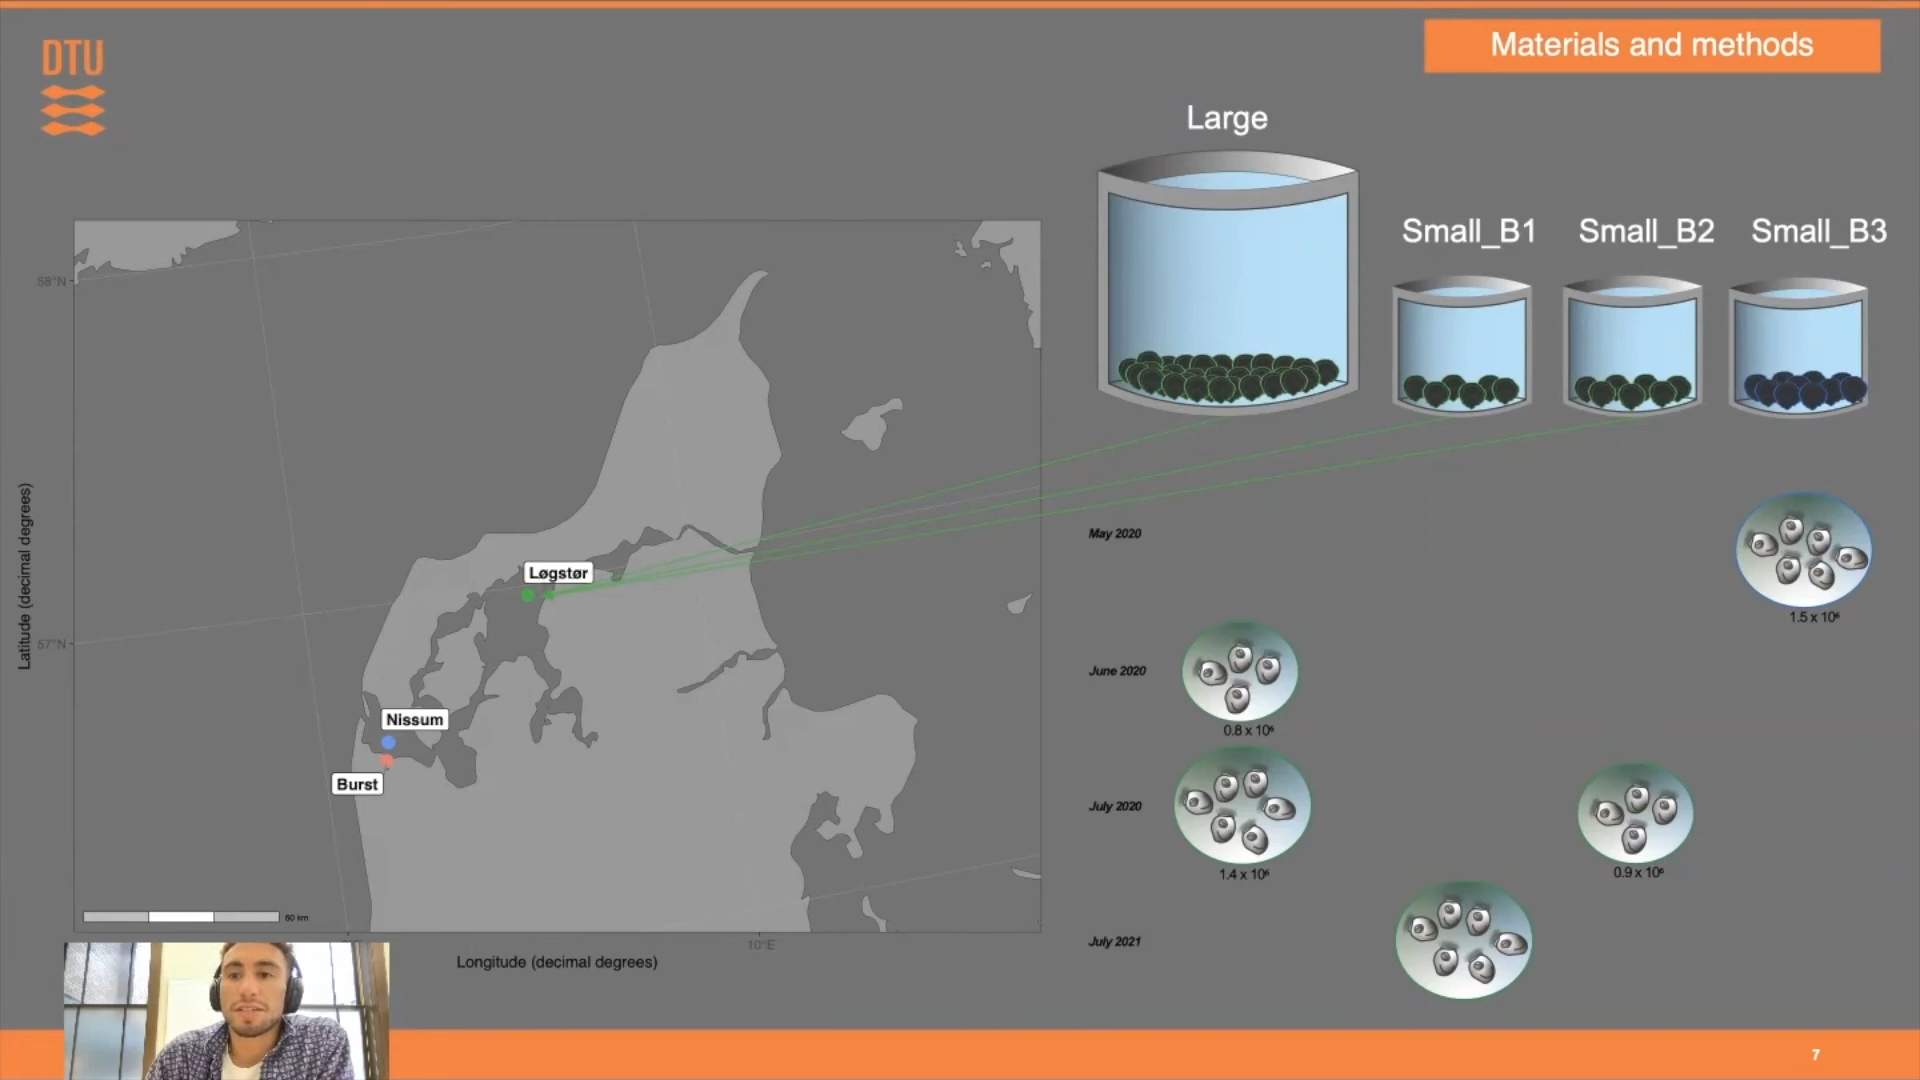 DTU
Materials and methods
Large
Small_B1
Small_B2
Small_B3
58°N
57°N
Latitude (decimal degrees)
Løgstør
Nissum
Burst
60 km
10°E
Longitude (decimal degrees)
May 2020
1.5 x 10⁶
June 2020
0.8 x 10⁶
July 2020
1.4 x 10⁶
0.9 x 10⁶
July 2021
7